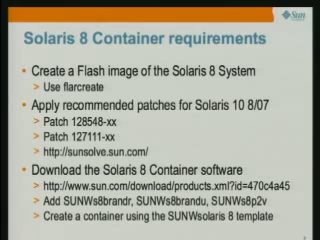 Sun
Solaris 8 Container requirements
• Create a Flash image of the Solaris 8 System
> Use flarcreate
• Apply recommended patches for Solaris 10 8/07
> Patch 128548-xx
> Patch 127111-xx
> http://sunsolve.sun.com/
• Download the Solaris 8 Container software
> http://www.sun.com/download/products.xml?id=470c4a45
> Add SUNWs8brandr, SUNWs8brandu, SUNWs8p2v
> Create a container using the SUNWsolaris 8 template